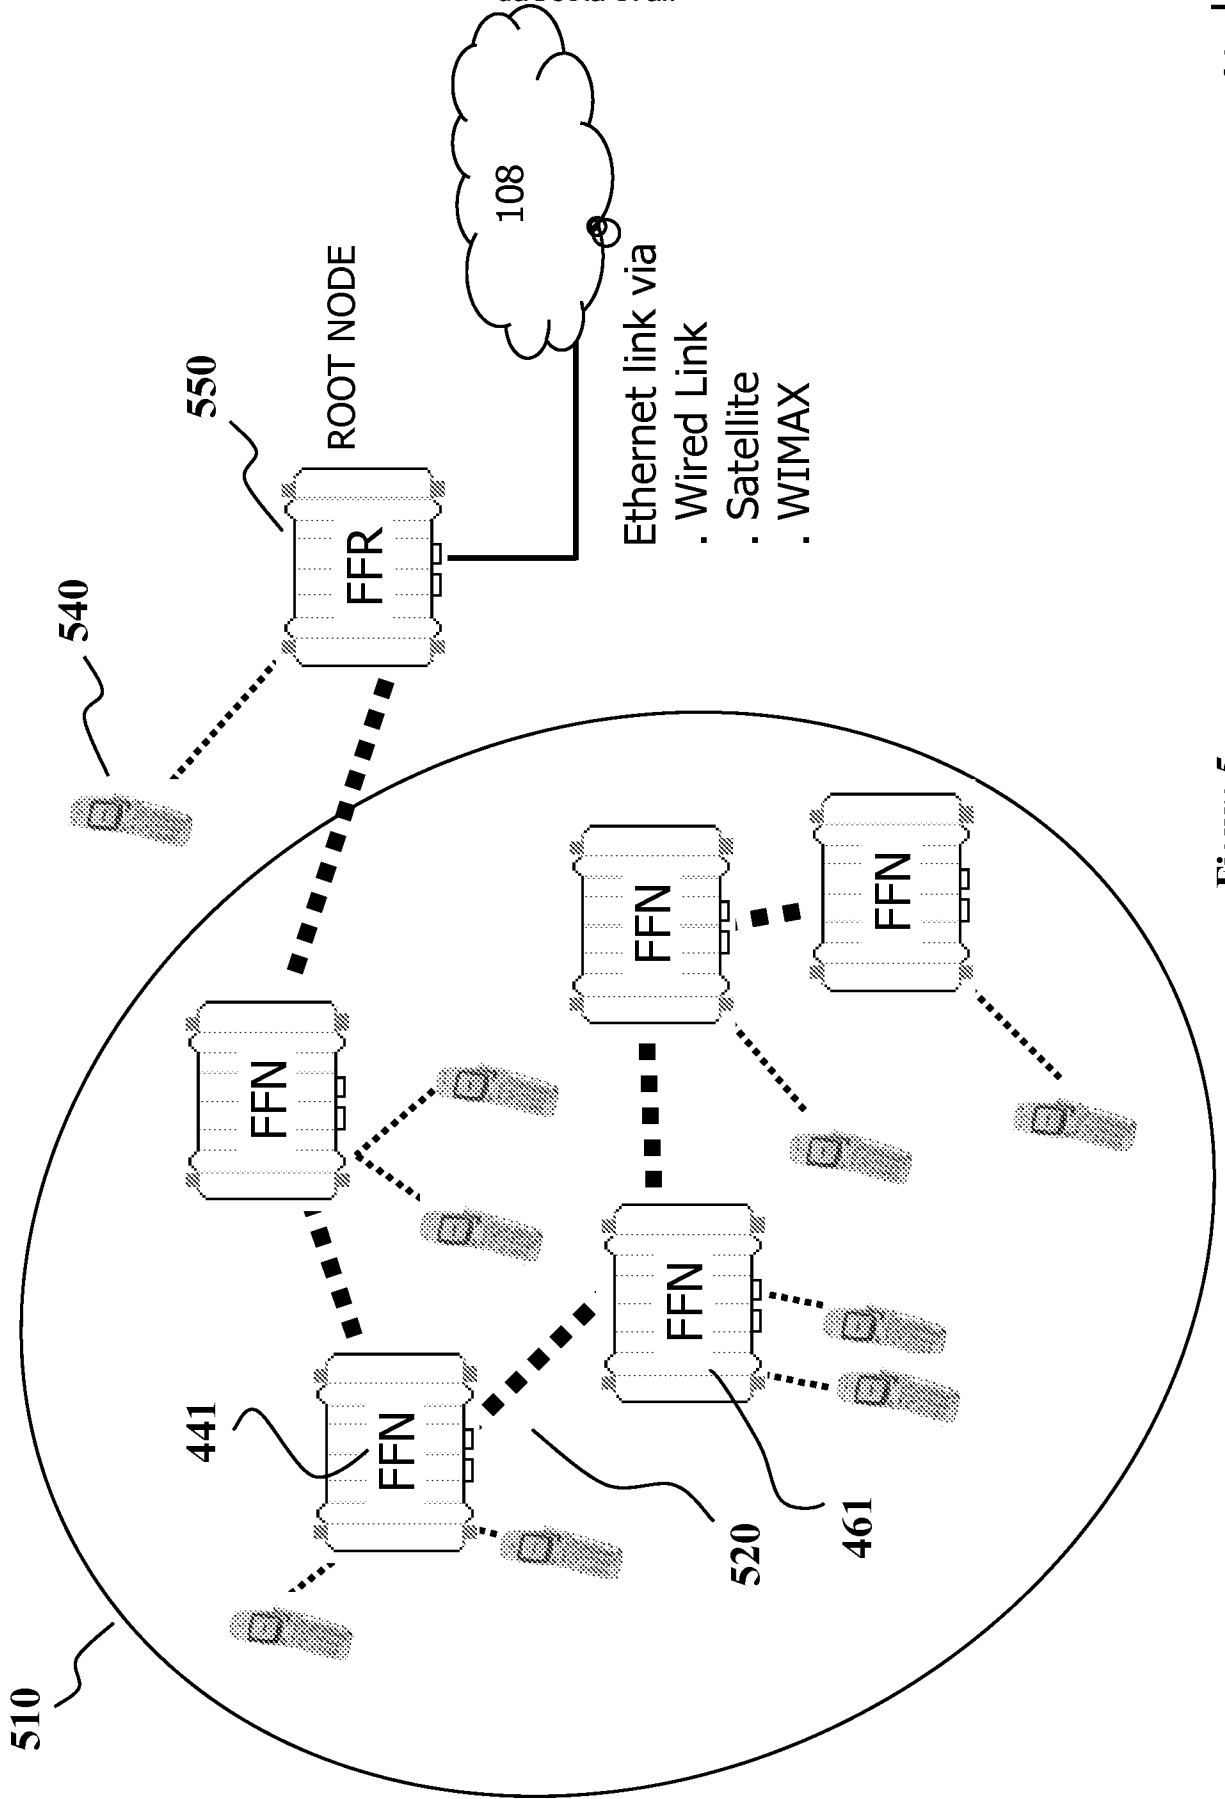 510
441
FFN
520
461
FFN
FFN
FFN
FFN
540
550
FFR
ROOT NODE
108
Ethernet link via
. Wired Link
. Satellite
. WIMAX